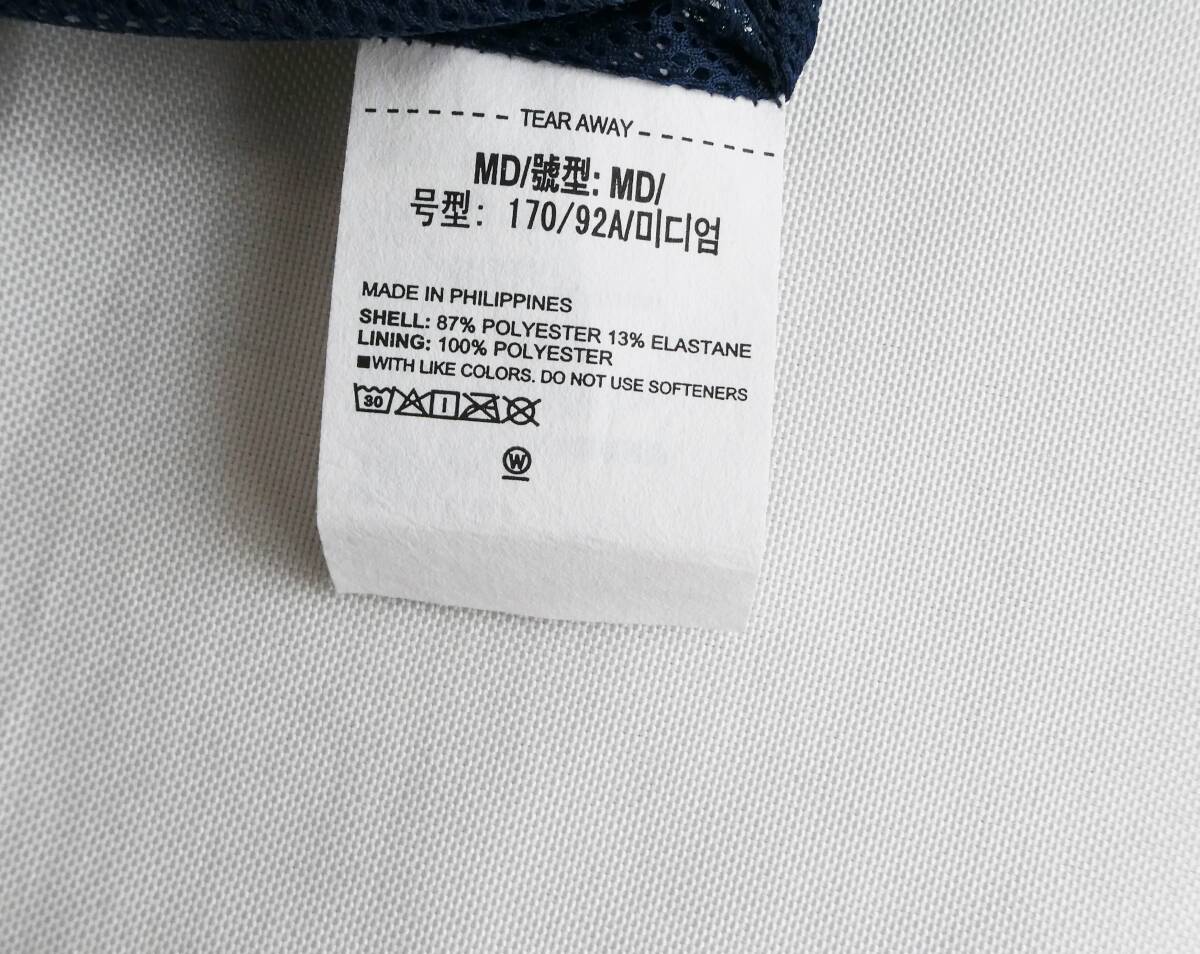 TEAR AWAY
MD/號型: MD/
号型: 170/92A/미디엄
MADE IN PHILIPPINES
SHELL: 87% POLYESTER 13% ELASTANE
LINING: 100% POLYESTER
■WITH LIKE COLORS. DO NOT USE SOFTENERS
30
W